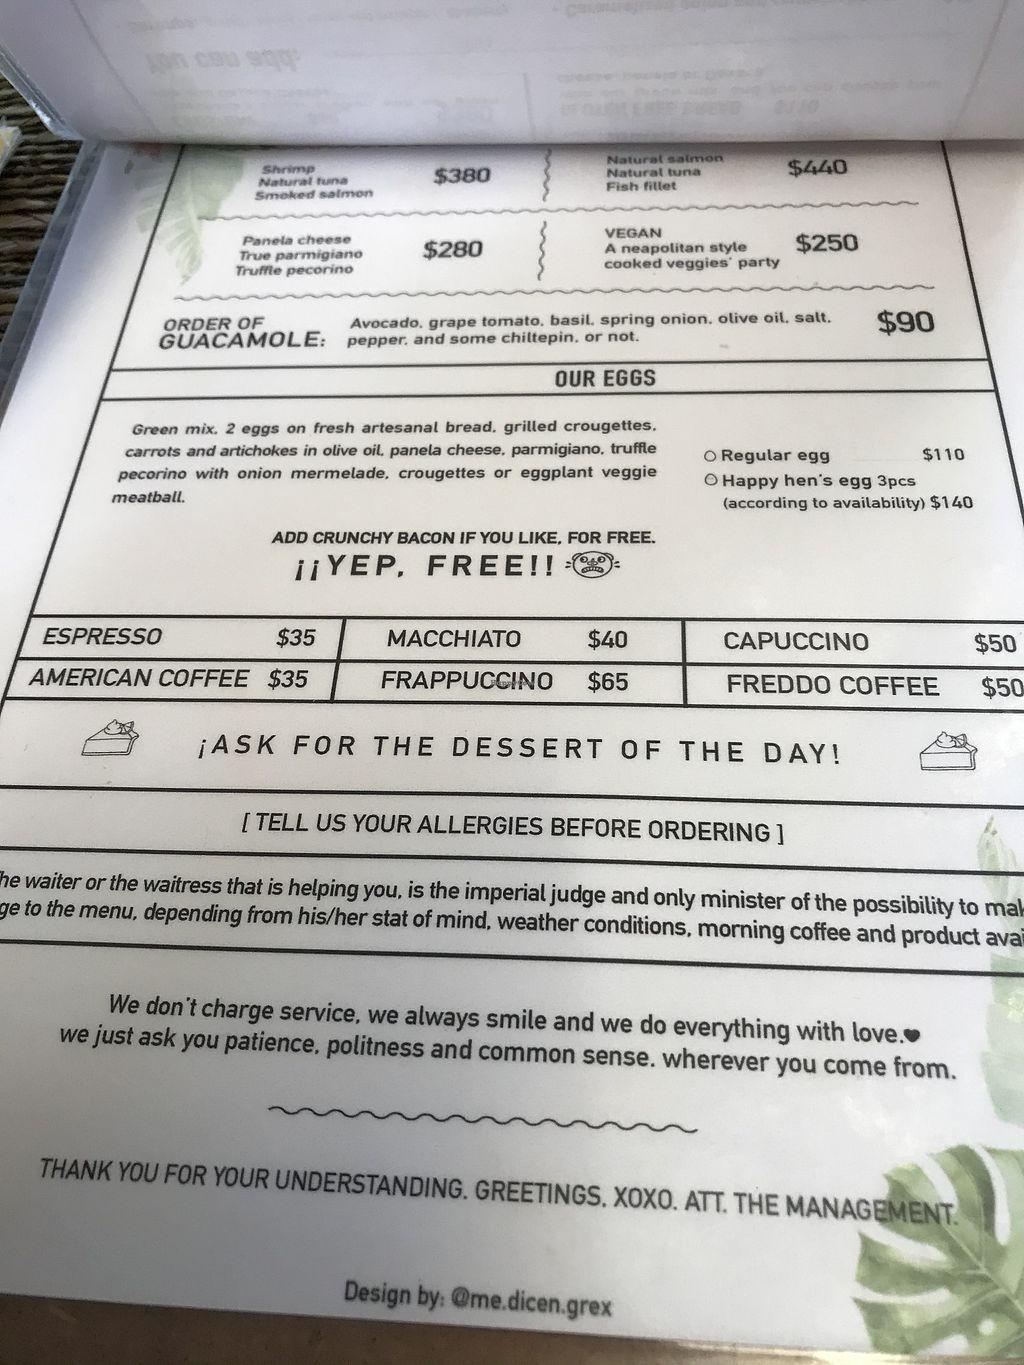 Shrimp
Natural tuna
Smoked salmon
$380
Natural salmon
Natural tuna
Fish fillet
$440
Panela cheese
True parmigiano
Truffle pecorino
$280
VEGAN
A neapolitan style
cooked veggies' party
$250
ORDER OF
GUACAMOLE:
Avocado, grape tomato, basil, spring onion, olive oil, salt,
pepper, and some chiltepin, or not.
$90
OUR EGGS
Green mix, 2 eggs on fresh artesanal bread, grilled crougettes,
carrots and artichokes in olive oil, panela cheese, parmigiano, truffle
pecorino with onion mermelade, crougettes or eggplant veggie
meatball.
Regular egg $110
Happy hen's egg 3pcs
(according to availability) $140
ADD CRUNCHY BACON IF YOU LIKE, FOR FREE.
¡¡YEP, FREE!!
ESPRESSO $35 MACCHIATO $40 CAPUCCINO $50
AMERICAN COFFEE $35 FRAPPUCCINO $65 FREDDO COFFEE $50
¡ASK FOR THE DESSERT OF THE DAY!
[ TELL US YOUR ALLERGIES BEFORE ORDERING ]
he waiter or the waitress that is helping you, is the imperial judge and only minister of the possibility to mak
ge to the menu, depending from his/her stat of mind, weather conditions, morning coffee and product avai
We don't charge service, we always smile and we do everything with love.♥
we just ask you patience, politness and common sense. wherever you come from.
THANK YOU FOR YOUR UNDERSTANDING. GREETINGS, XOXO. ATT. THE MANAGEMENT.
Design by: @me.dicen.grex